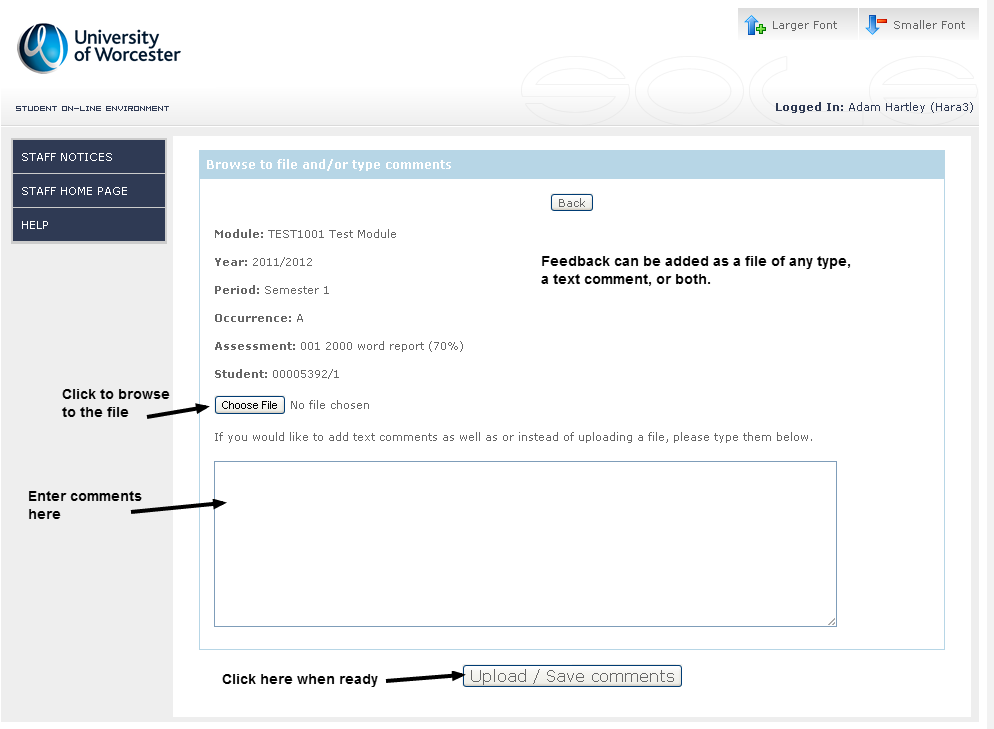 University
of Worcester
Larger Font
Smaller Font
STUDENT ON-LINE ENVIRONMENT
Logged In: Adam Hartley (Hara3)
STAFF NOTICES
STAFF HOME PAGE
HELP
Browse to file and/or type comments
Back
Module: TEST1001 Test Module
Year: 2011/2012
Feedback can be added as a file of any type,
a text comment, or both.
Period: Semester 1
Occurrence: A
Assessment: 001 2000 word report (70%)
Student: 00005392/1
Click to browse
to the file
Choose File No file chosen
If you would like to add text comments as well as or instead of uploading a file, please type them below.
Enter comments
here
Click here when ready
Upload / Save comments